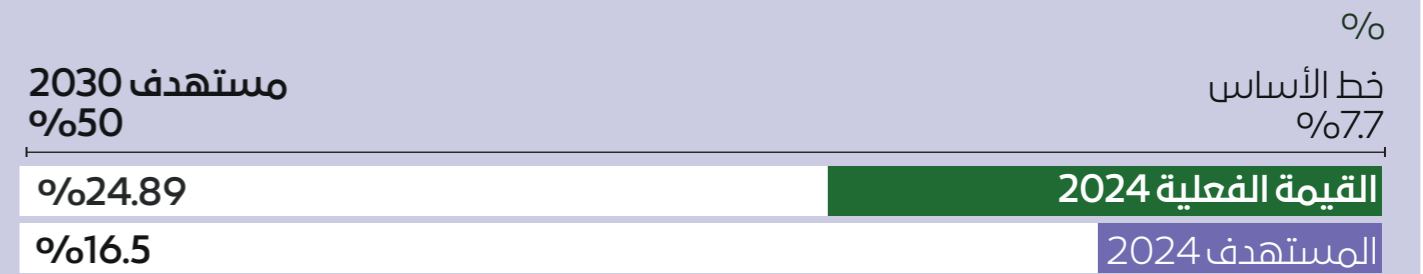 %
خط الأساس
%7.7
مستهدف 2030
%50
القيمة الفعلية 2024
%24.89
المستهدف 2024
%16.5